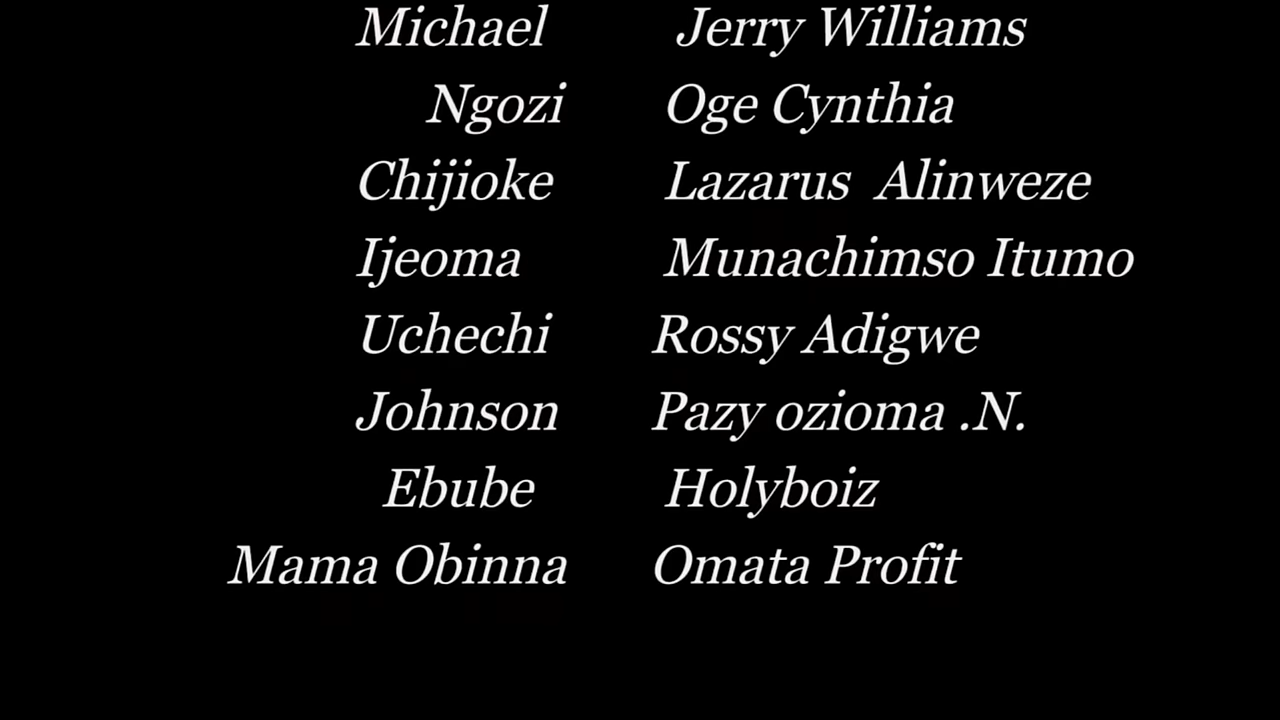 Michael Jerry Williams
Ngozi Oge Cynthia
Chijioke Lazarus Alinweze
Ijeoma Munachimso Itumo
Uchechi Rossy Adigwe
Johnson Pazy ozioma .N.
Ebube Holyboiz
Mama Obinna Omata Profit